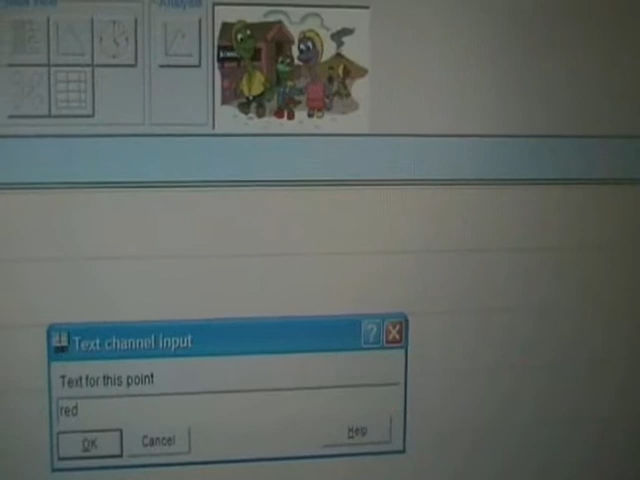 Analysis
Text channel Input
Text for this point
red
OK Cancel Help